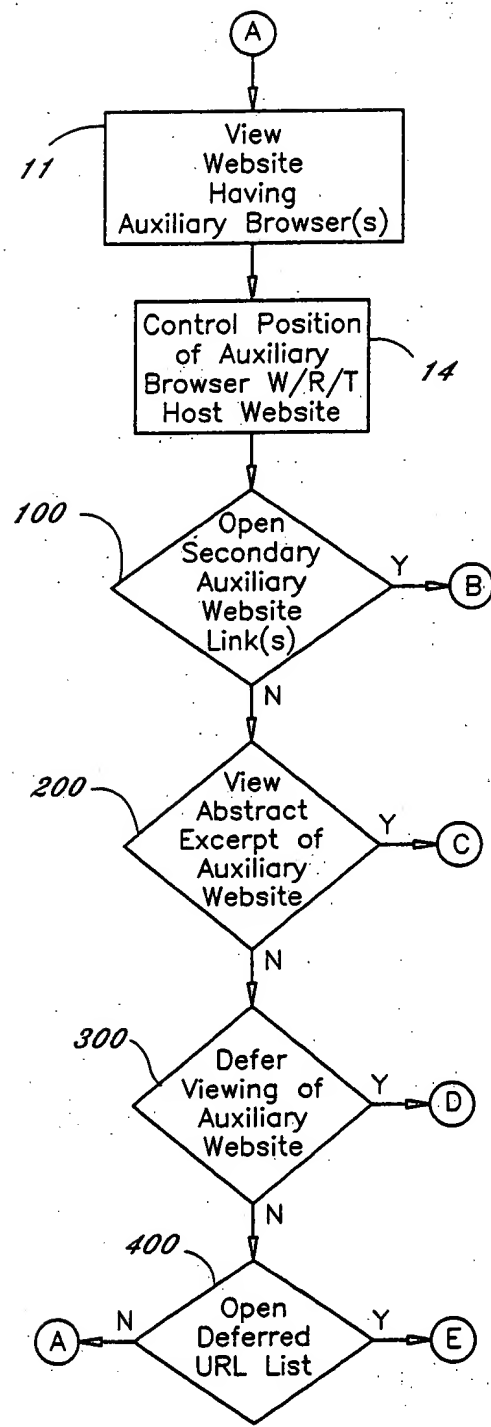 A
11
View
Website
Having
Auxiliary Browser(s)
Control Position
of Auxiliary
Browser W/R/T
Host Website
14
100
Open
Secondary
Auxiliary
Website
Link(s)
Y
B
N
200
View
Abstract
Excerpt of
Auxiliary
Website
Y
C
N
300
Defer
Viewing of
Auxiliary
Website
Y
D
N
400
A
N
Open
Deferred
URL List
Y
E